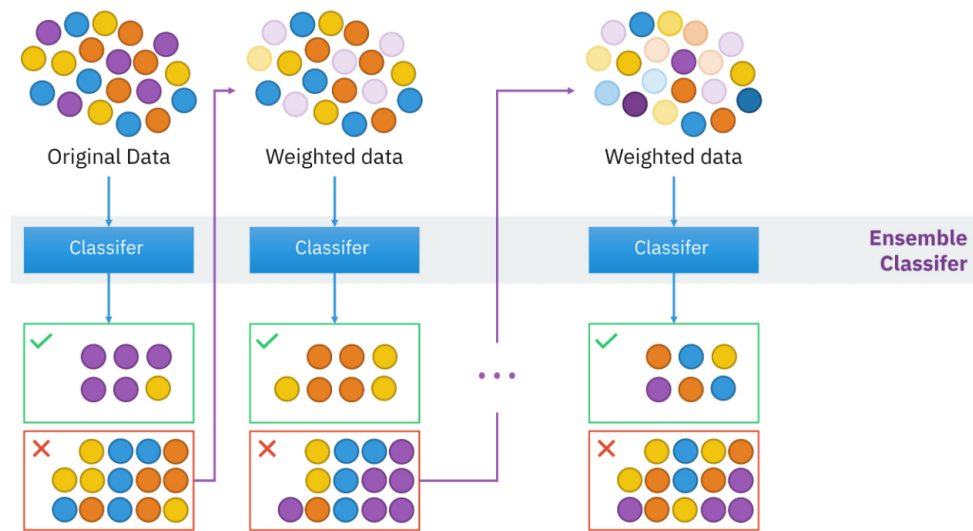 Original Data
Weighted data
Weighted data
Classifer
Classifer
Classifer
Ensemble
Classifer
...